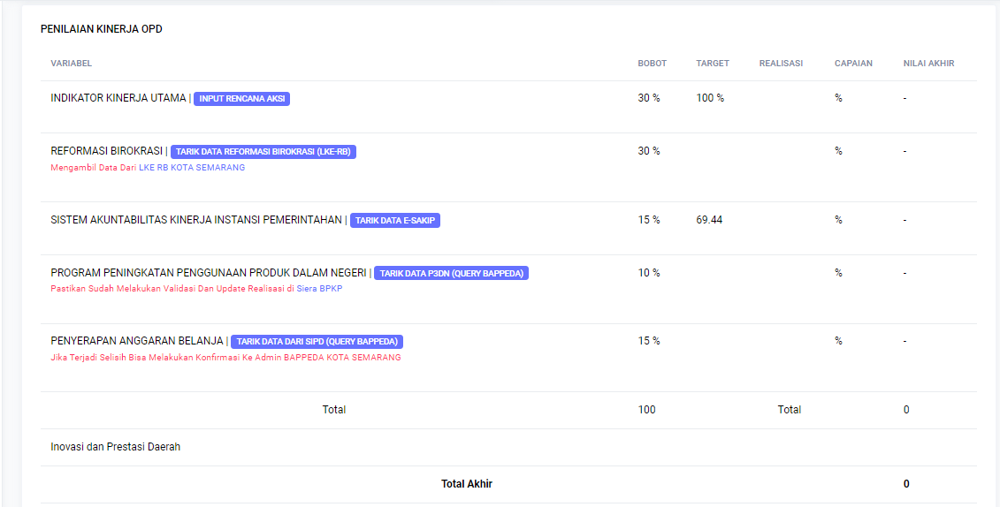 PENILAIAN KINERJA OPD
VARIABEL BOBOT TARGET REALISASI CAPAIAN NILAI AKHIR
INDIKATOR KINERJA UTAMA | INPUT RENCANA AKSI 30 % 100 % % -
REFORMASI BIROKRASI | TARIK DATA REFORMASI BIROKRASI (LKE-RB) 30 % % -
Mengambil Data Dari LKE RB KOTA SEMARANG
SISTEM AKUNTABILITAS KINERJA INSTANSI PEMERINTAHAN | TARIK DATA E-SAKIP 15 % 69.44 % -
PROGRAM PENINGKATAN PENGGUNAAN PRODUK DALAM NEGERI | TARIK DATA P3DN (QUERY BAPPEDA) 10 % % -
Pastikan Sudah Melakukan Validasi Dan Update Realisasi di Siera BPKP
PENYERAPAN ANGGARAN BELANJA | TARIK DATA DARI SIPD (QUERY BAPPEDA) 15 % % -
Jika Terjadi Selisih Bisa Melakukan Konfirmasi Ke Admin BAPPEDA KOTA SEMARANG
Total 100 Total 0
Inovasi dan Prestasi Daerah
Total Akhir 0